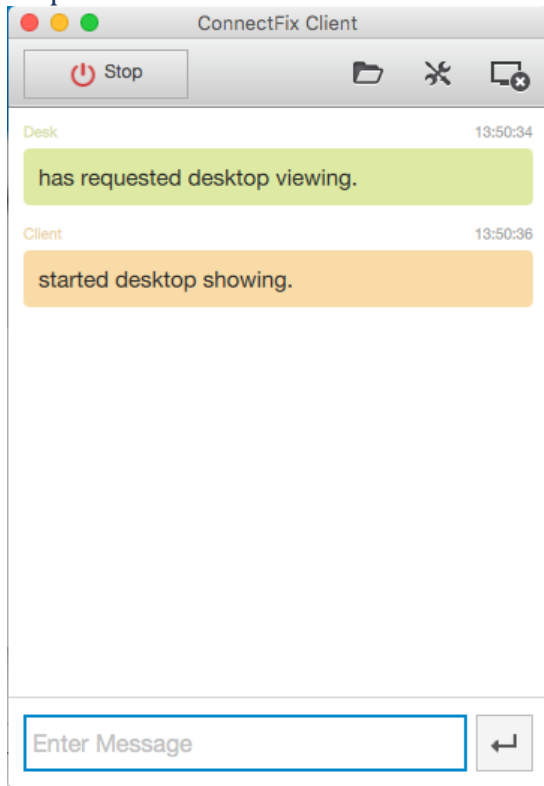 ConnectFix Client
Stop
Desk 13:50:34
has requested desktop viewing.
Client 13:50:36
started desktop showing.
Enter Message